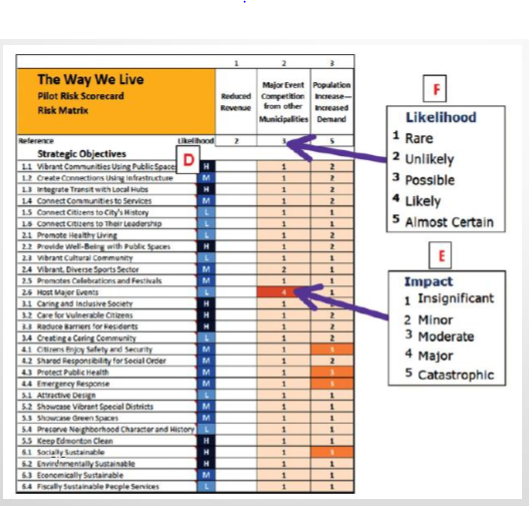 1 2 3
The Way We Live
Pilot Risk Scorecard
Risk Matrix
Reduced Revenue
Major Event Competition from other Municipalities
Population Increase— Increased Demand
Reference Likelihood 2 3 5
Strategic Objectives
D
1.1 Vibrant Communities Using Public Spaces H 1 2
1.2 Create Connections Using Infrastructure M 1 2
1.3 Integrate Transit with Local Hubs H 1 2
1.4 Connect Communities to Services M 1 2
1.5 Connect Citizens to City's History L 1 1
1.6 Connect Citizens to Their Leadership L 1 1
2.1 Promote Healthy Living L 1 2
2.2 Provide Well-Being with Public Spaces H 1 2
2.3 Vibrant Cultural Community L 1 1
2.4 Vibrant, Diverse Sports Sector M 2 1
2.5 Promotes Celebrations and Festivals M 1 1
2.6 Host Major Events L 4 1
3.1 Caring and Inclusive Society H 1
3.2 Care for Vulnerable Citizens H 1 2
3.3 Reduce Barriers for Residents H 1 2
3.4 Creating a Caring Community L 1 2
4.1 Citizens Enjoy Safety and Security M 1 3
4.2 Shared Responsibility for Social Order M 1 2
4.3 Protect Public Health M 1 3
4.4 Emergency Response M 1 3
5.1 Attractive Design L 1 1
5.2 Showcase Vibrant Special Districts M 1 1
5.3 Showcase Green Spaces M 1 1
5.4 Preserve Neighborhood Character and History L 1 1
5.5 Keep Edmonton Clean H 1 1
6.1 Socially Sustainable H 1 3
6.2 Environmentally Sustainable H 1 1
6.3 Economically Sustainable M 1 1
6.4 Fiscally Sustainable People Services L 1 1
F
Likelihood
1 Rare
2 Unlikely
3 Possible
4 Likely
5 Almost Certain
E
Impact
1 Insignificant
2 Minor
3 Moderate
4 Major
5 Catastrophic